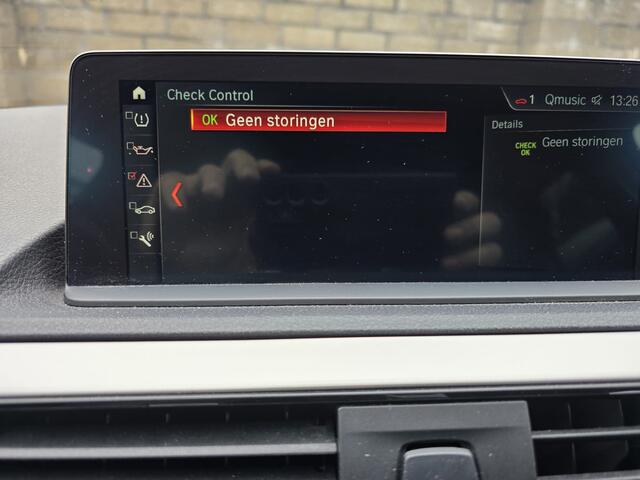 Check Control
1 Qmusic 13:26
OK Geen storingen
Details
CHECK OK Geen storingen